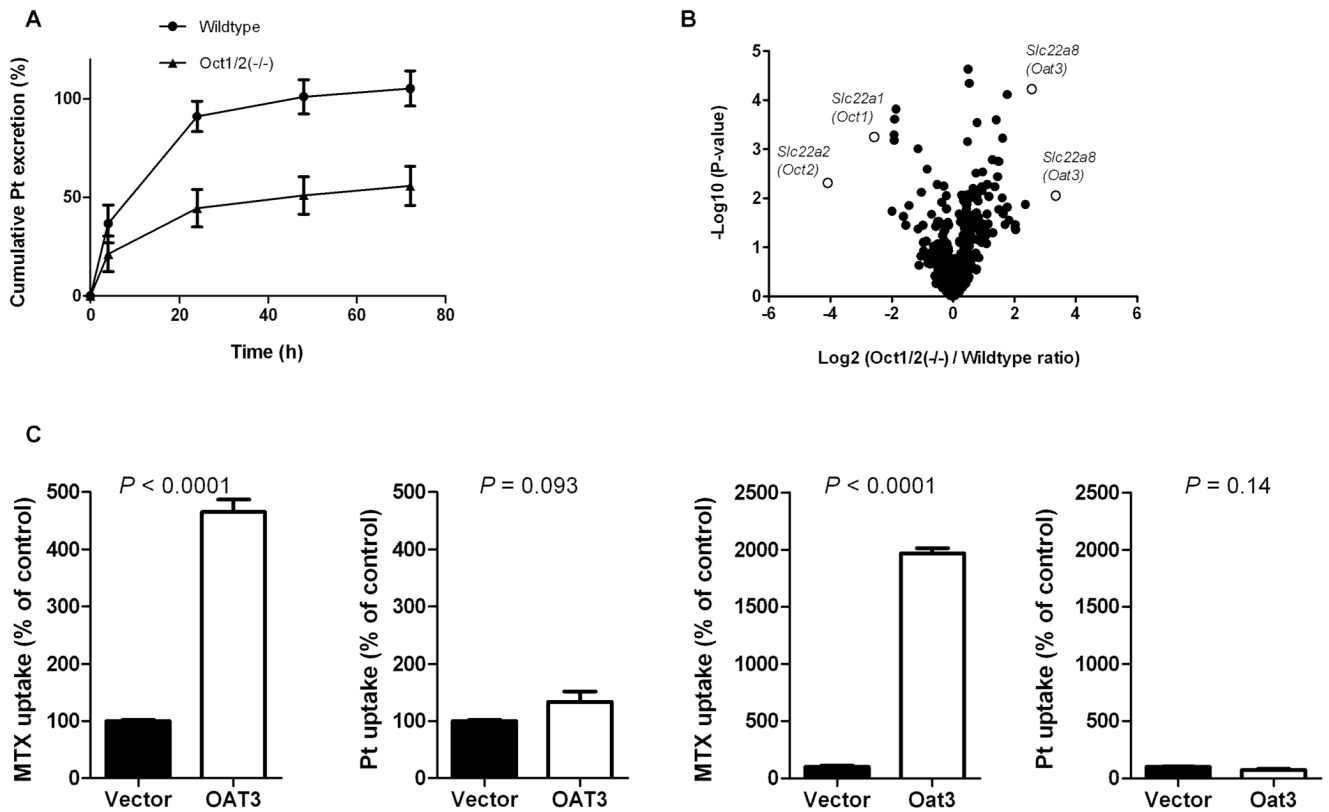 A
Wildtype
Oct1/2(-/-)
Cumulative Pt excretion (%)
100
50
0
0
20
40
60
80
Time (h)
B
-Log10 (P-value)
5
4
3
2
1
0
Slc22a8
(Oat3)
Slc22a1
(Oct1)
Slc22a2
(Oct2)
Slc22a8
(Oat3)
-6
-4
-2
0
2
4
6
Log2 (Oct1/2(-/-) / Wildtype ratio)
C
P < 0.0001
MTX uptake (% of control)
500
400
300
200
100
0
Vector
OAT3
P = 0.093
Pt uptake (% of control)
500
400
300
200
100
0
Vector
OAT3
P < 0.0001
MTX uptake (% of control)
2500
2000
1500
1000
500
0
Vector
Oat3
P = 0.14
Pt uptake (% of control)
2500
2000
1500
1000
500
0
Vector
Oat3